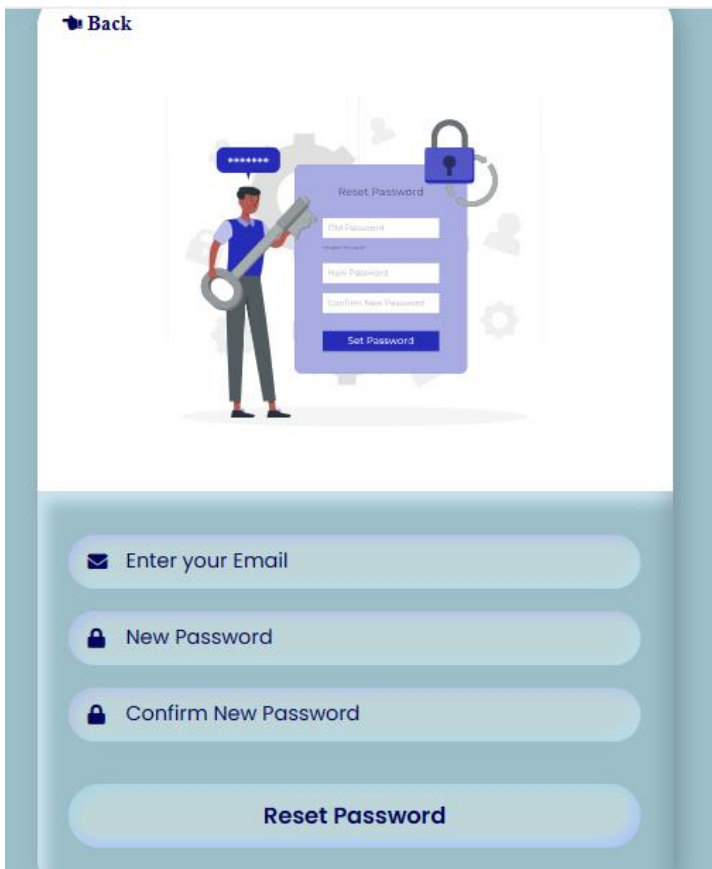 Back
*******
Reset Password
Old Password
New Password
Confirm New Password
Set Password
Enter your Email
New Password
Confirm New Password
Reset Password